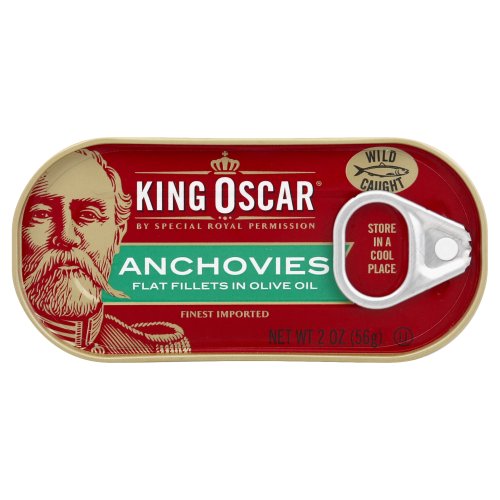 KING OSCAR®
BY SPECIAL ROYAL PERMISSION
ANCHOVIES
FLAT FILLETS IN OLIVE OIL
FINEST IMPORTED
NET WT 2 OZ (56g)
WILD
CAUGHT
STORE
IN A
COOL
PLACE